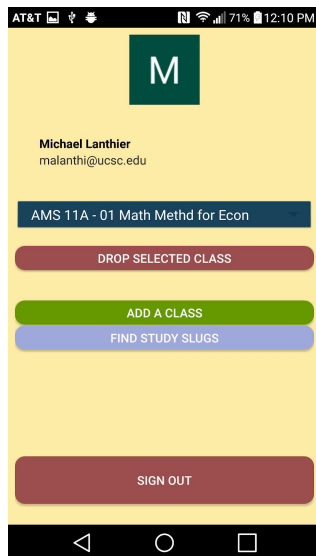 AT&T 71% 12:10 PM
M
Michael Lanthier
malanthi@ucsc.edu
AMS 11A - 01 Math Methd for Econ
DROP SELECTED CLASS
ADD A CLASS
FIND STUDY SLUGS
SIGN OUT